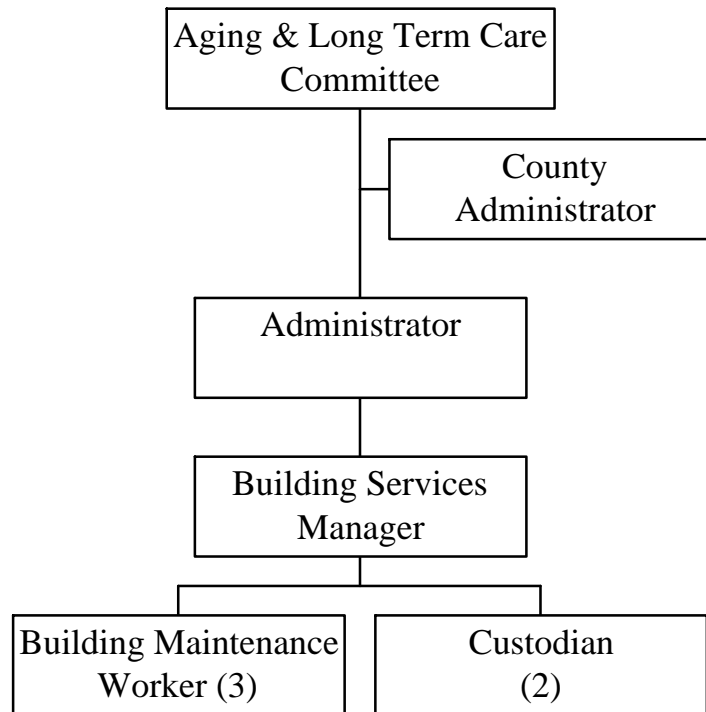 Aging & Long Term Care
Committee
County
Administrator
Administrator
Building Services
Manager
Building Maintenance
Worker (3)
Custodian
(2)